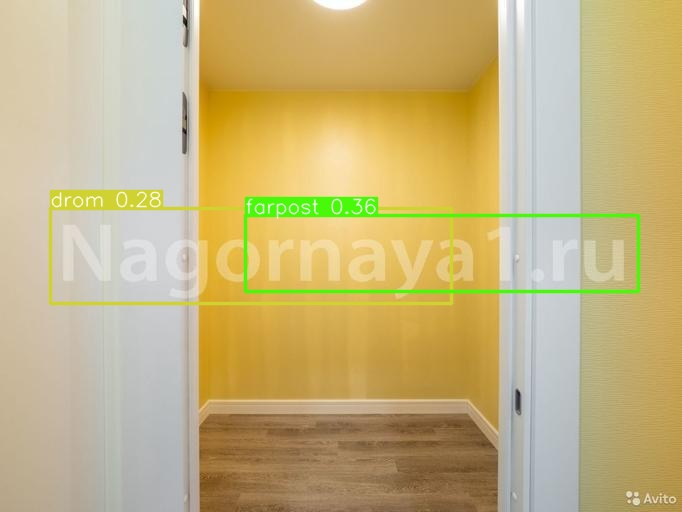 drom 0.28
farpost 0.36
Nagornaya1.ru
Avito